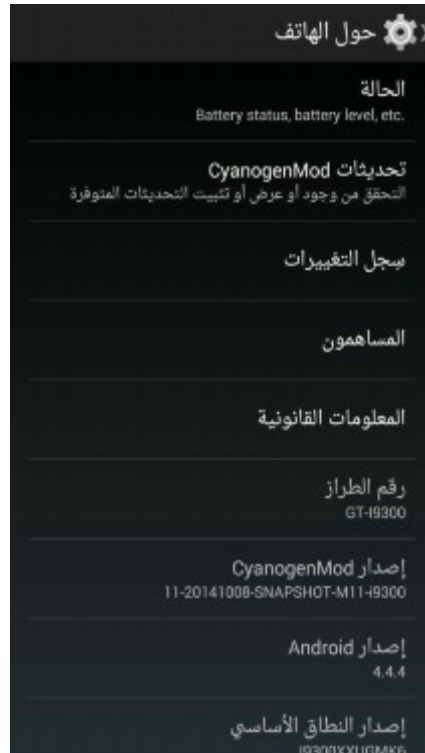 حول الهاتف
الحالة
Battery status, battery level, etc.
تحديثات CyanogenMod
التحقق من وجود أو عرض أو تثبيت التحديثات المتوفرة
سِجل التغييرات
المساهمون
المعلومات القانونية
رقم الطراز
GT-I9300
إصدار CyanogenMod
11-20141008-SNAPSHOT-M11-i9300
إصدار Android
4.4.4
إصدار النطاق الأساسي
I9300XXUGMK6